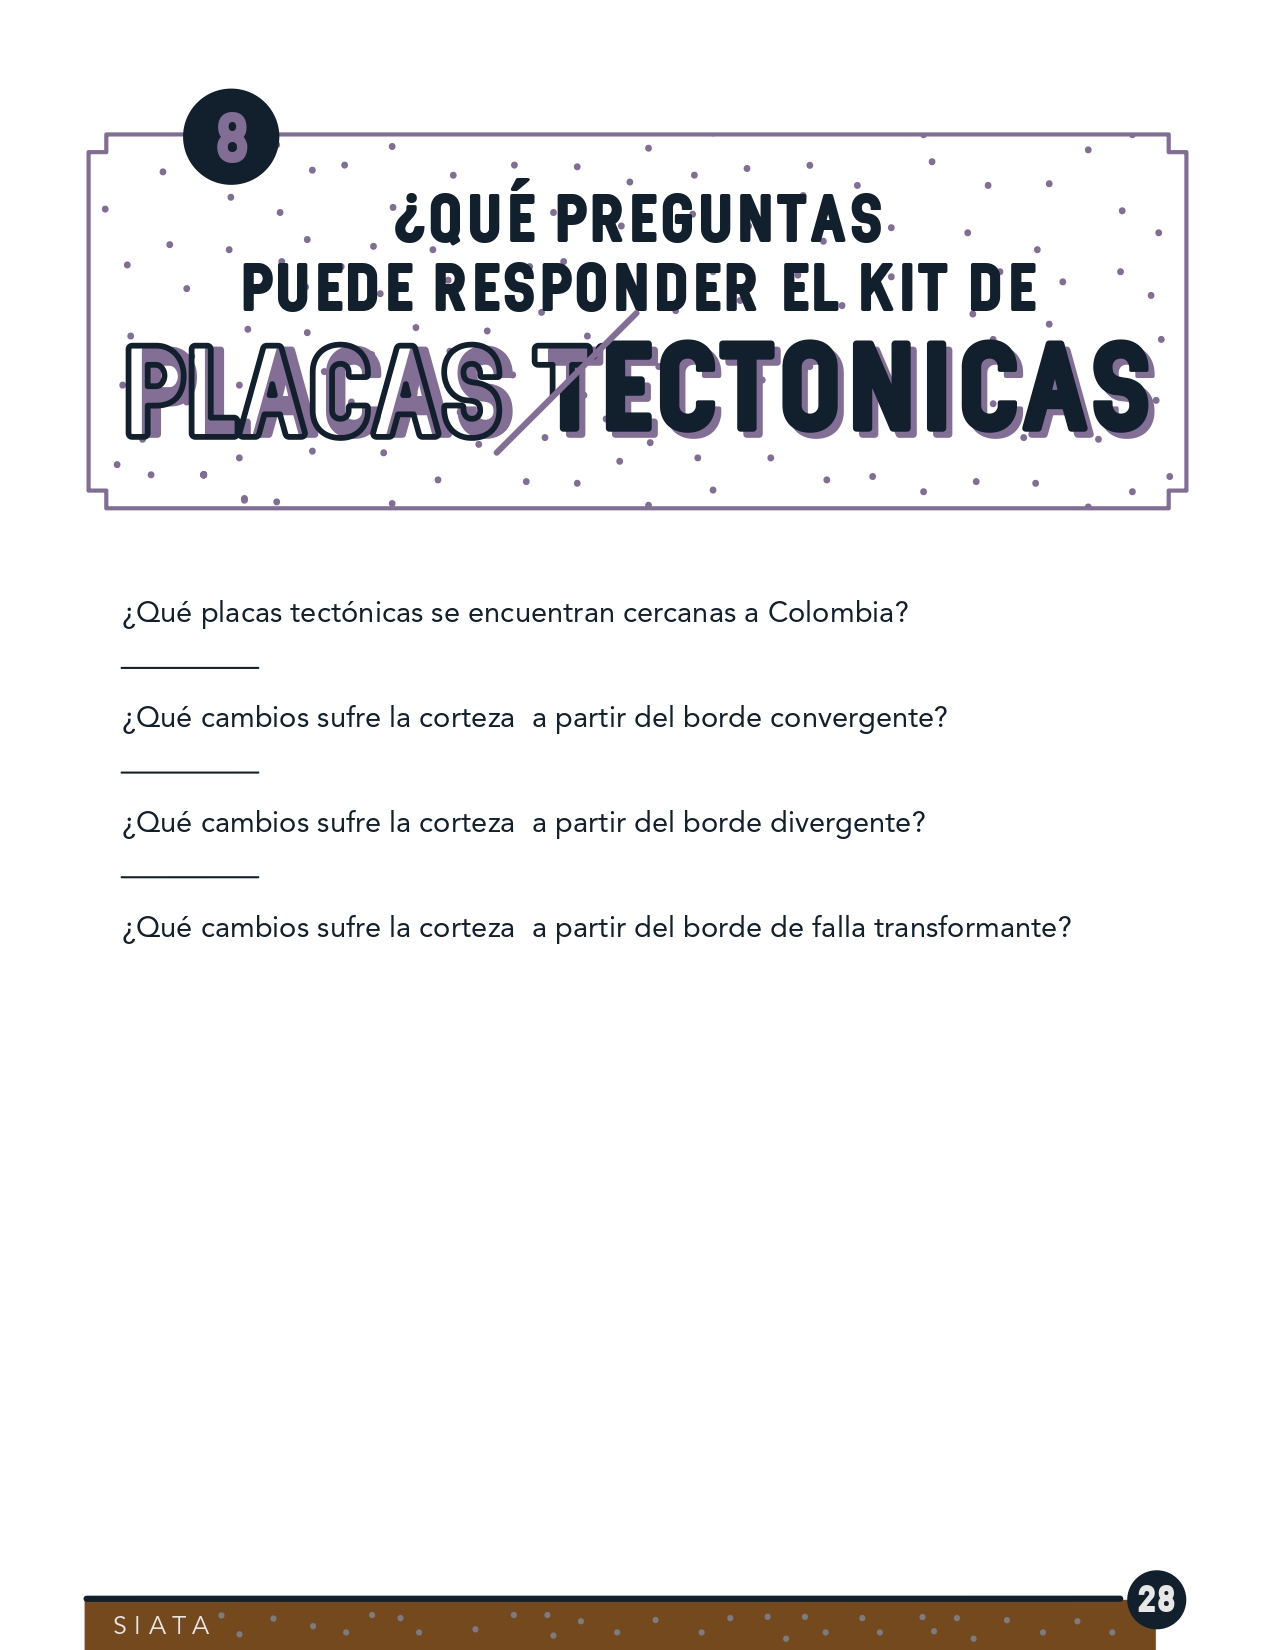 8
¿QUÉ PREGUNTAS
PUEDE RESPONDER EL KIT DE
PLACAS TECTONICAS
¿Qué placas tectónicas se encuentran cercanas a Colombia?
¿Qué cambios sufre la corteza  a partir del borde convergente?
¿Qué cambios sufre la corteza  a partir del borde divergente?
¿Qué cambios sufre la corteza  a partir del borde de falla transformante?
28
SIATA